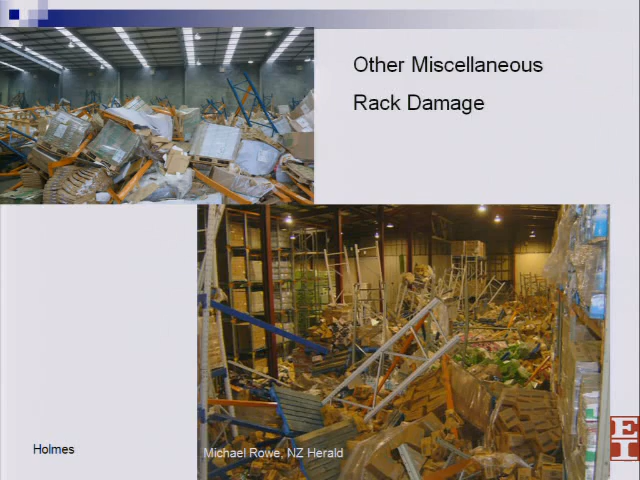 Other Miscellaneous
Rack Damage
Holmes
Michael Rowe, NZ Herald
EI